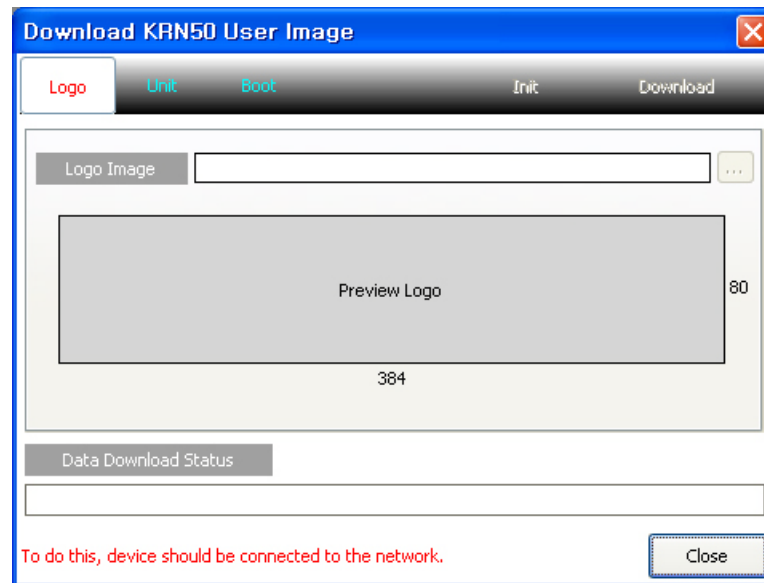 Download KRN50 User Image
Logo Unit Boot Init Download
Logo Image ...
Preview Logo
80
384
Data Download Status
To do this, device should be connected to the network. Close